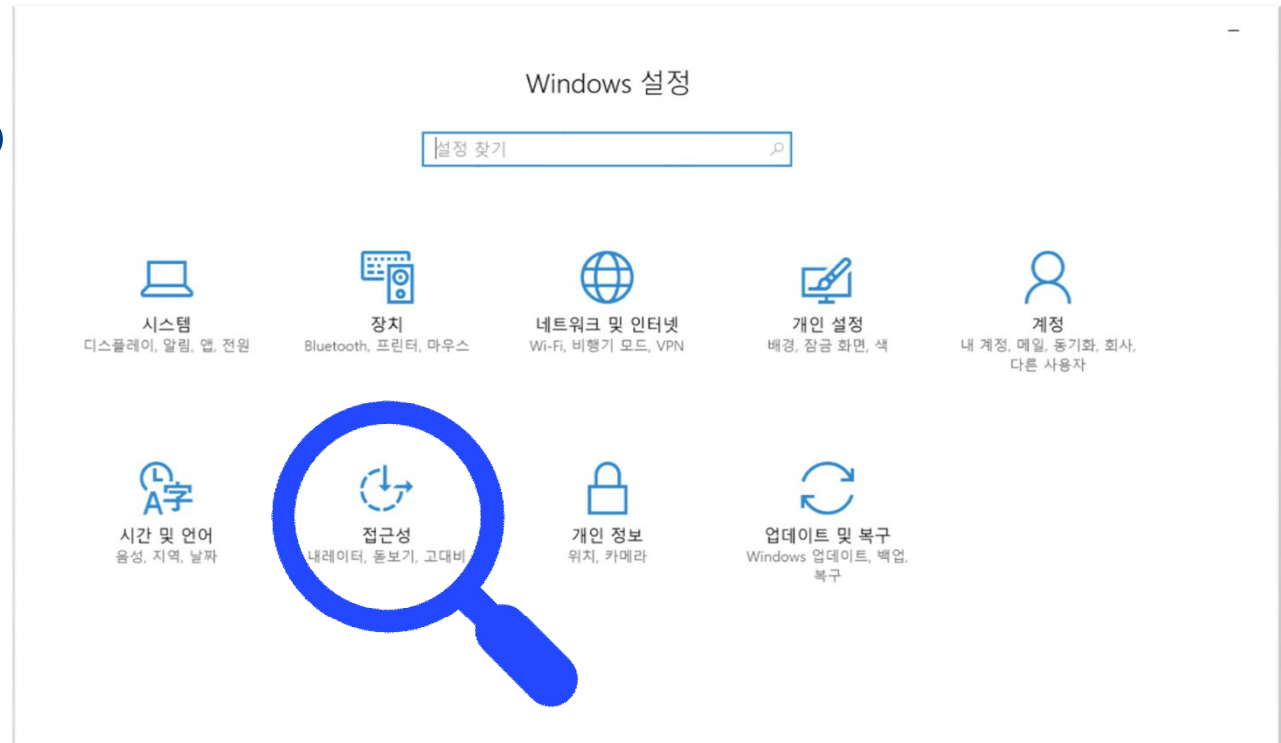 Windows 설정
설정 찾기
시스템
디스플레이, 알림, 앱, 전원
장치
Bluetooth, 프린터, 마우스
네트워크 및 인터넷
Wi-Fi, 비행기 모드, VPN
개인 설정
배경, 잠금 화면, 색
계정
내 계정, 메일, 동기화, 회사,
다른 사용자
시간 및 언어
음성, 지역, 날짜
접근성
내레이터, 돋보기, 고대비
개인 정보
위치, 카메라
업데이트 및 복구
Windows 업데이트, 백업,
복구